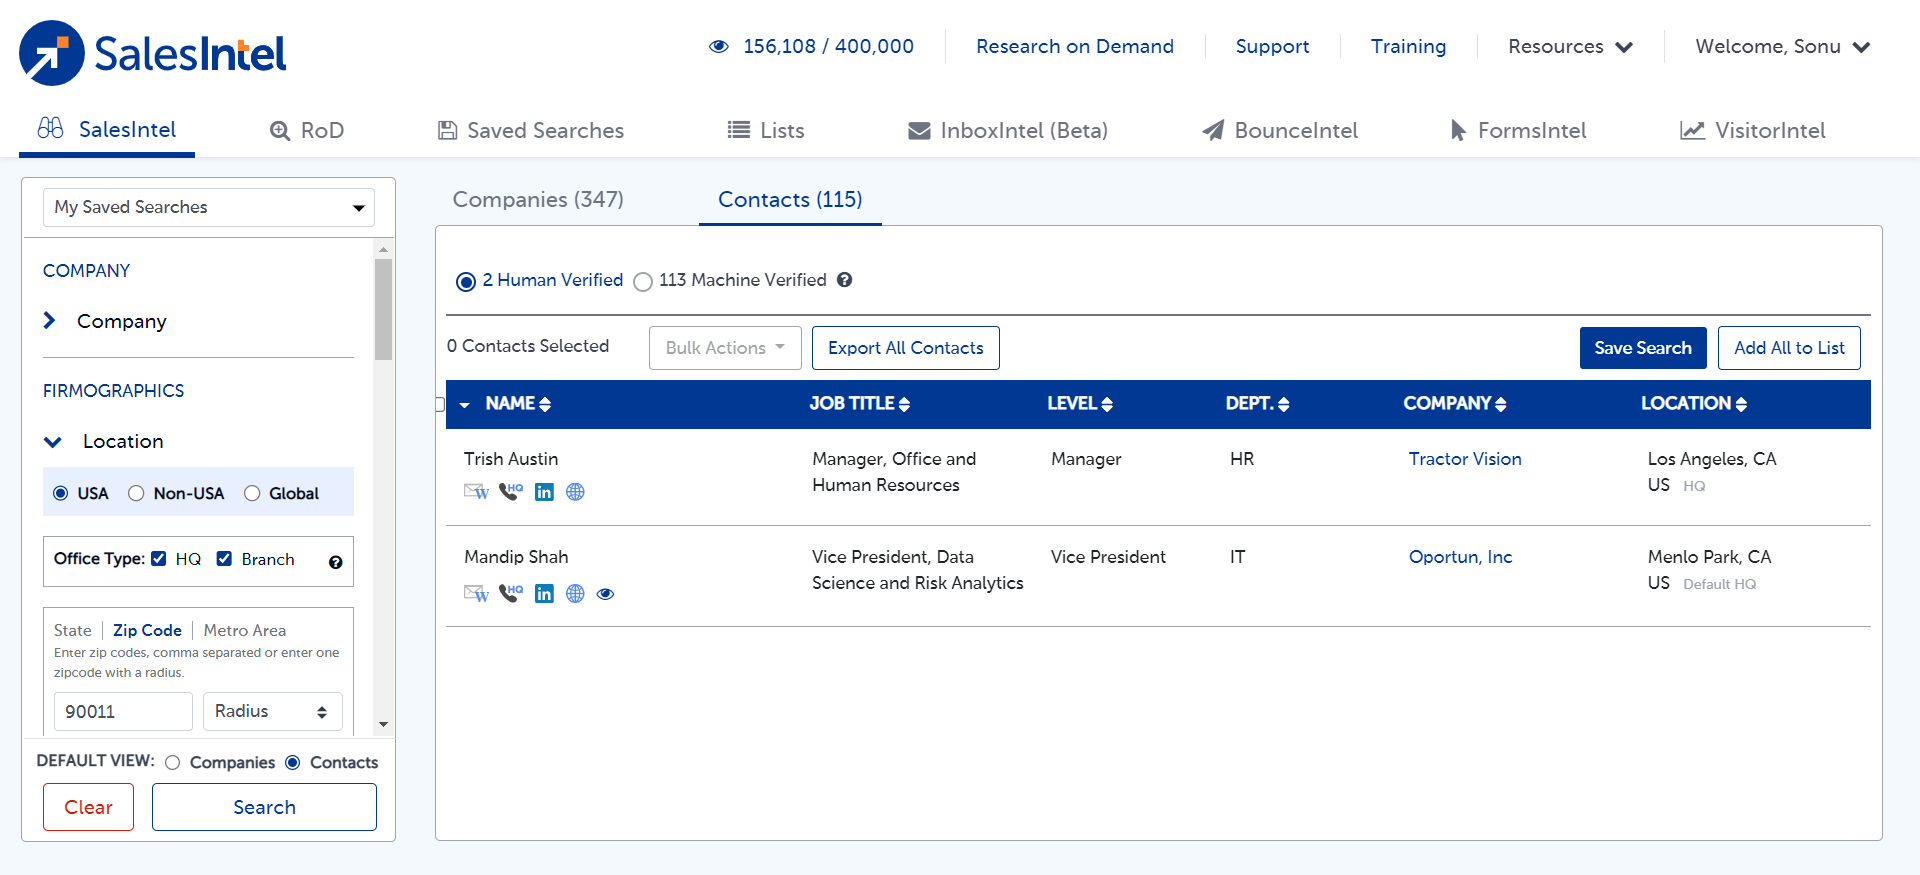 SalesIntel
156,108 / 400,000
Research on Demand
Support
Training
Resources
Welcome, Sonu
SalesIntel
RoD
Saved Searches
Lists
InboxIntel (Beta)
BounceIntel
FormsIntel
VisitorIntel
My Saved Searches
COMPANY
Company
FIRMOGRAPHICS
Location
USA Non-USA Global
Office Type: HQ Branch
State Zip Code Metro Area
Enter zip codes, comma separated or enter one
zipcode with a radius.
90011 Radius
DEFAULT VIEW: Companies Contacts
Clear Search
Companies (347) Contacts (115)
2 Human Verified 113 Machine Verified
0 Contacts Selected Bulk Actions Export All Contacts Save Search Add All to List
NAME JOB TITLE LEVEL DEPT. COMPANY LOCATION
Trish Austin Manager, Office and Manager HR Tractor Vision Los Angeles, CA
W HQ in Human Resources US HQ
Mandip Shah Vice President, Data Vice President IT Oportun, Inc Menlo Park, CA
W HQ in Science and Risk Analytics US Default HQ